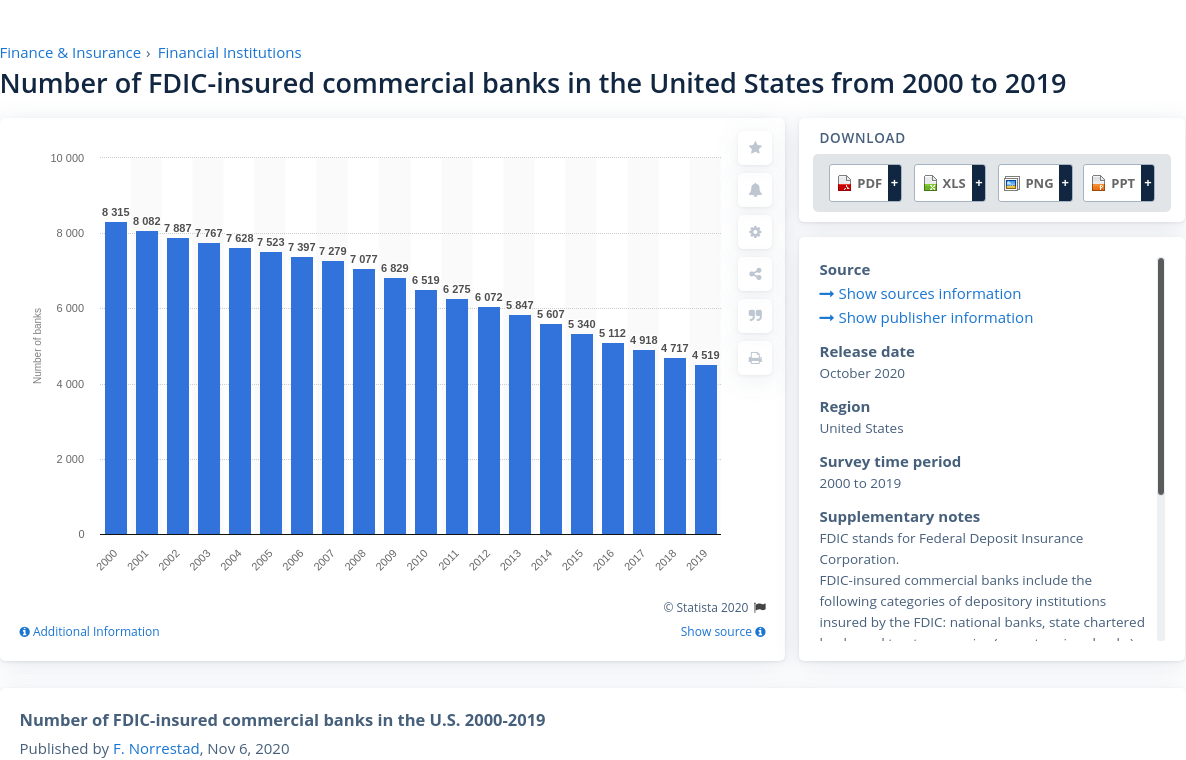 Finance & Insurance › Financial Institutions
Number of FDIC-insured commercial banks in the United States from 2000 to 2019
10 000
8 000
6 000
4 000
2 000
0
Number of banks
8 315
8 082
7 887
7 767
7 628
7 523
7 397
7 279
7 077
6 829
6 519
6 275
6 072
5 847
5 607
5 340
5 112
4 918
4 717
4 519
2000
2001
2002
2003
2004
2005
2006
2007
2008
2009
2010
2011
2012
2013
2014
2015
2016
2017
2018
2019
© Statista 2020
Additional Information
Show source
DOWNLOAD
PDF +
XLS +
PNG +
PPT +
Source
Show sources information
Show publisher information
Release date
October 2020
Region
United States
Survey time period
2000 to 2019
Supplementary notes
FDIC stands for Federal Deposit Insurance
Corporation.
FDIC-insured commercial banks include the
following categories of depository institutions
insured by the FDIC: national banks, state chartered
Number of FDIC-insured commercial banks in the U.S. 2000-2019
Published by F. Norrestad, Nov 6, 2020